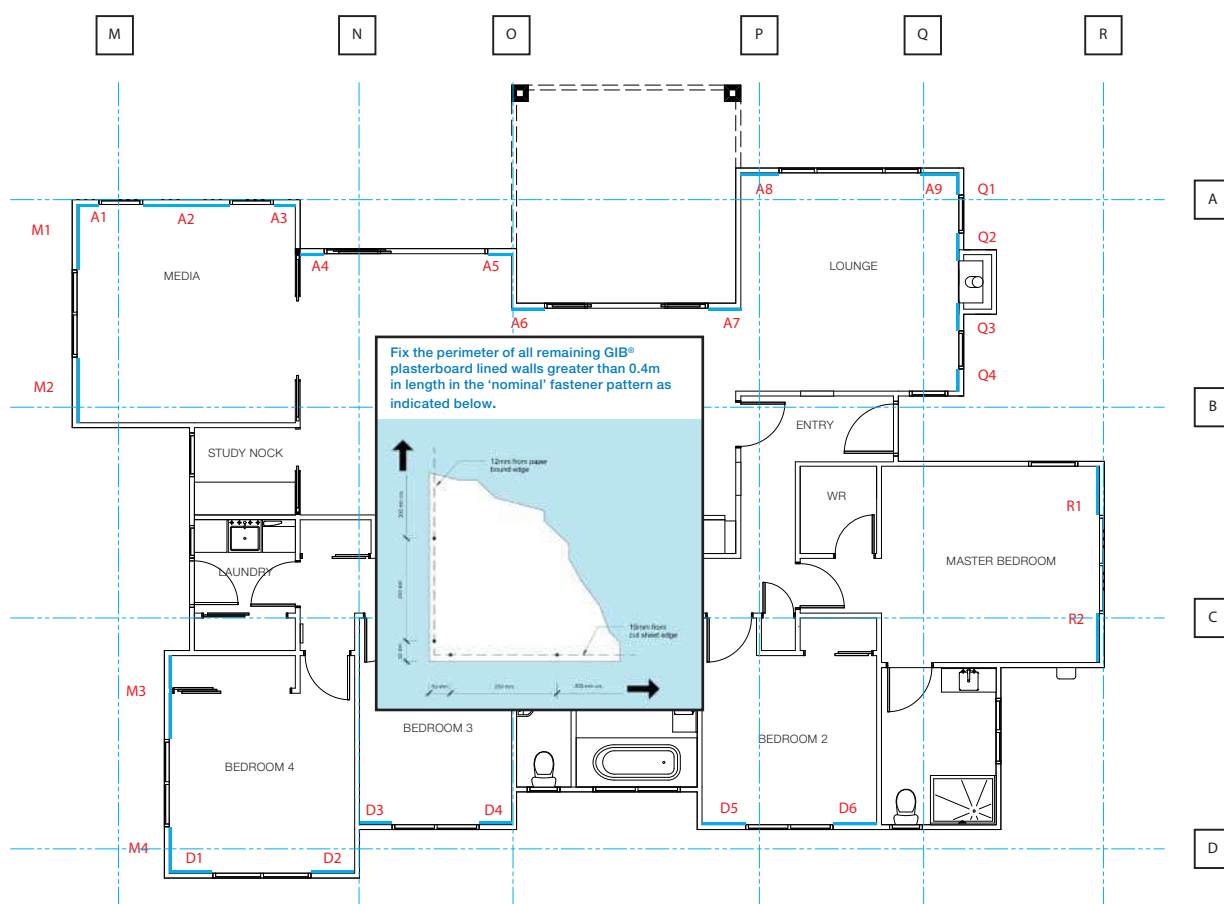 M N O P Q R
A8 A9 Q1
A
M1 A1 A2 A3
Q2
A4 A5
MEDIA LOUNGE
A6 A7 Q3
Fix the perimeter of all remaining GIB®
plasterboard lined walls greater than 0.4m
in length in the ‘nominal’ fastener pattern as
indicated below.
Q4
M2
B
ENTRY
STUDY NOCK
12mm from paper
bound edge
WR
R1
MASTER BEDROOM
LAUNDRY
C
R2
cut sheet edge
M3
BEDROOM 3
BEDROOM 2
BEDROOM 4
D3 D4 D5 D6
M4 D1 D2
D